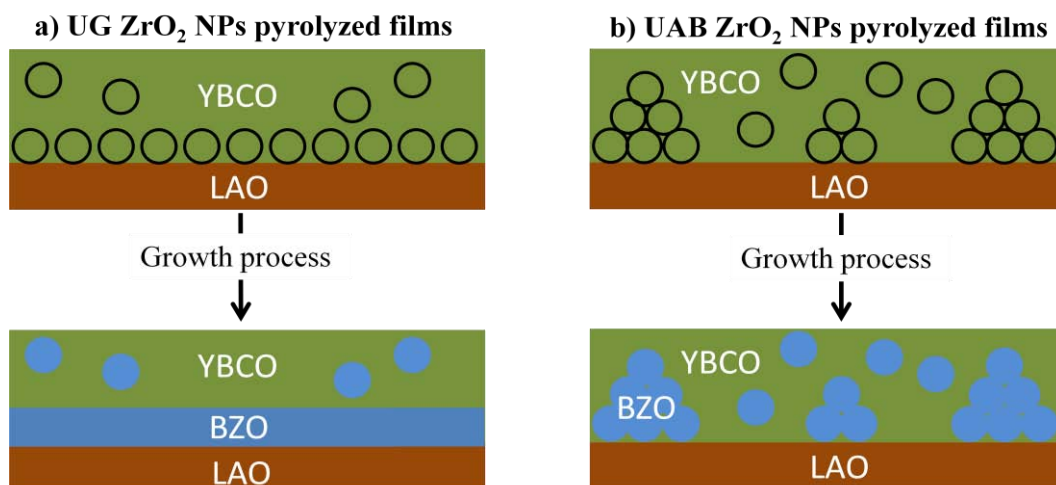 a) UG ZrO₂ NPs pyrolyzed films
YBCO
LAO
Growth process
YBCO
BZO
LAO
b) UAB ZrO₂ NPs pyrolyzed films
YBCO
LAO
Growth process
YBCO
BZO
LAO